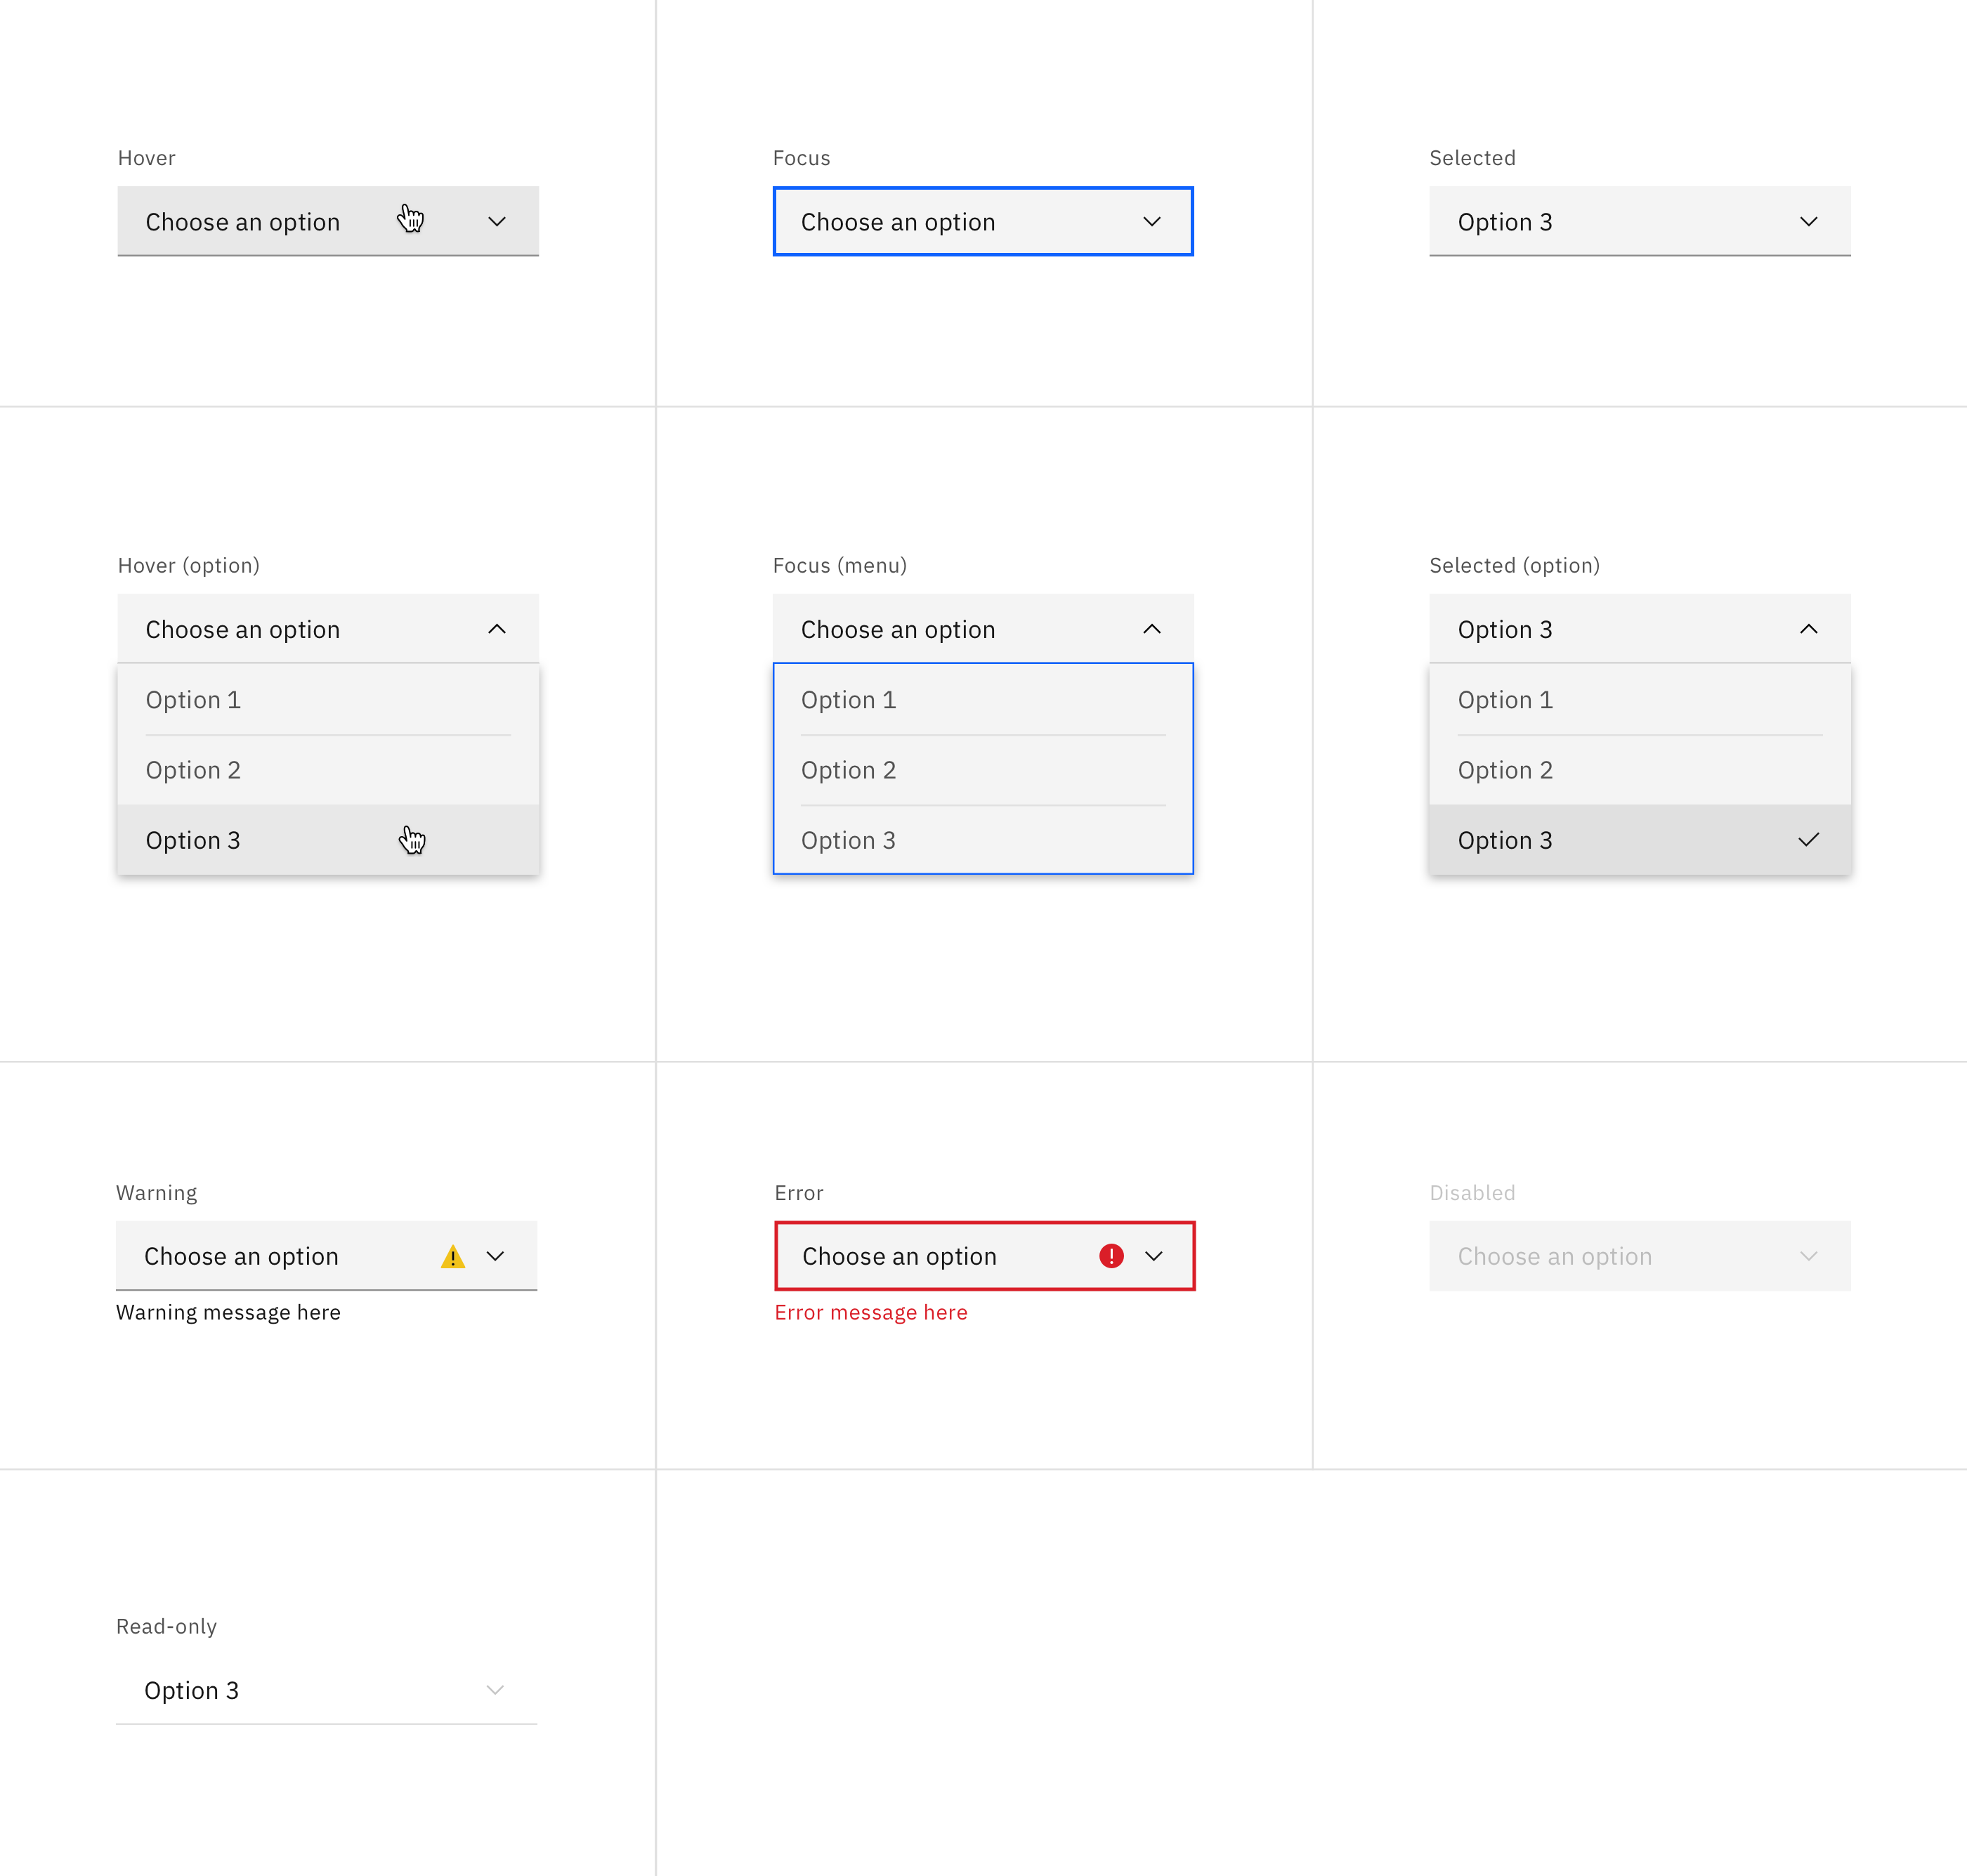 Hover
Choose an option
Focus
Choose an option
Selected
Option 3
Hover (option)
Choose an option
Option 1
Option 2
Option 3
Focus (menu)
Choose an option
Option 1
Option 2
Option 3
Selected (option)
Option 3
Option 1
Option 2
Option 3
Warning
Choose an option
Warning message here
Error
Choose an option
Error message here
Disabled
Choose an option
Read-only
Option 3